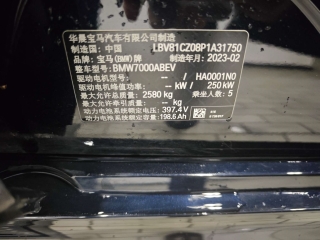 华晨宝马汽车有限公司制造
制造国：中国 LBV81CZ08P1A31750
品牌：宝马(BMW)牌 制造年月：2023-02
整车型号：BMW7000ABEV
驱动电机型号：— / HA0001N0
驱动电机峰值功率：— kW / 250 kW
最大允许总质量：2580 kg 乘坐人数：5
最大允许牵引质量：— kg
动力电池系统额定电压：397.4 V
动力电池系统额定容量：198.6 Ah